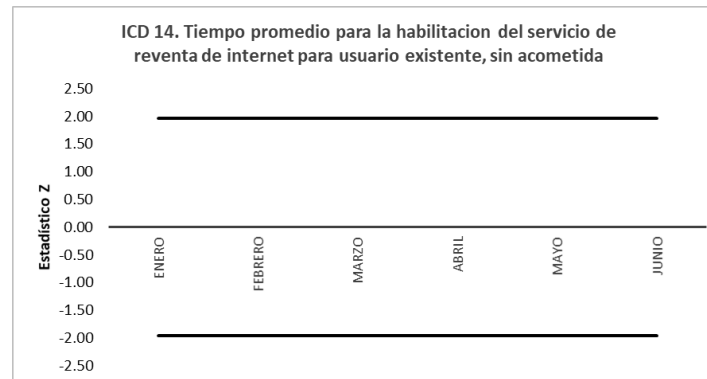 ICD 14. Tiempo promedio para la habilitacion del servicio de
reventa de internet para usuario existente, sin acometida
2.50
2.00
1.50
1.00
0.50
0.00
-0.50
-1.00
-1.50
-2.00
-2.50
Estadístico Z
ENERO
FEBRERO
MARZO
ABRIL
MAYO
JUNIO